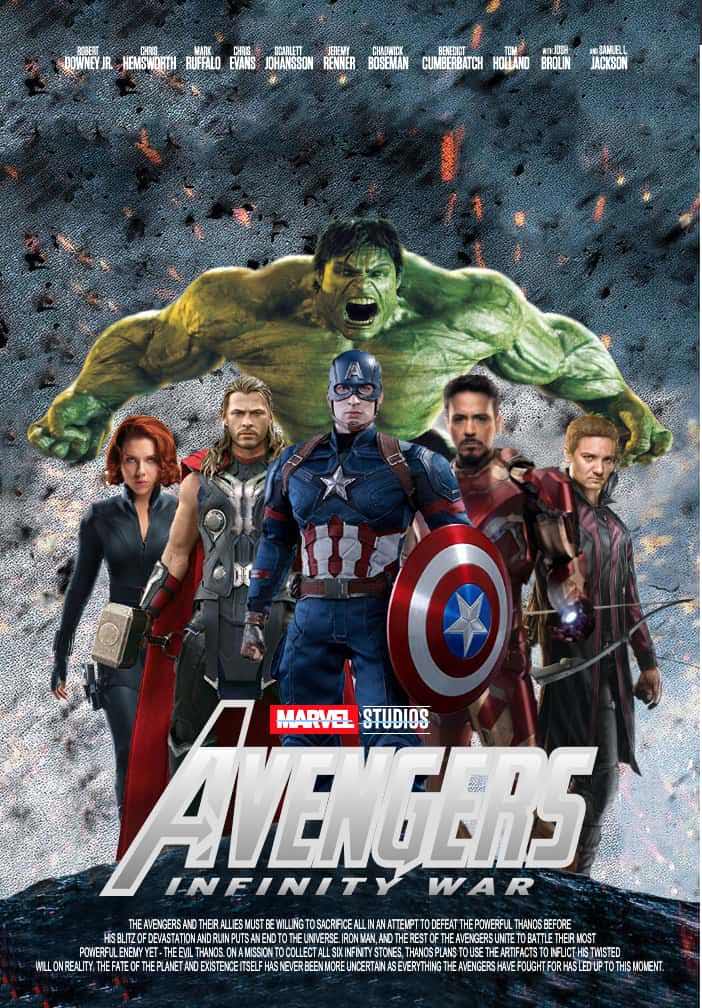 ROBERT DOWNEY JR. CHRIS HEMSWORTH MARK RUFFALO CHRIS EVANS SCARLETT JOHANSSON JEREMY RENNER CHADWICK BOSEMAN BENEDICT CUMBERBATCH TOM HOLLAND WITH JOSH BROLIN AND SAMUEL L JACKSON
A
MARVEL STUDIOS
AVENGERS
INFINITY WAR
THE AVENGERS AND THEIR ALLIES MUST BE WILLING TO SACRIFICE ALL IN AN ATTEMPT TO DEFEAT THE POWERFUL THANOS BEFORE
HIS BLITZ OF DEVASTATION AND RUIN PUTS AN END TO THE UNIVERSE. IRON MAN, AND THE REST OF THE AVENGERS UNITE TO BATTLE THEIR MOST
POWERFUL ENEMY YET - THE EVIL THANOS. ON A MISSION TO COLLECT ALL SIX INFINITY STONES, THANOS PLANS TO USE THE ARTIFACTS TO INFLICT HIS TWISTED
WILL ON REALITY. THE FATE OF THE PLANET AND EXISTENCE ITSELF HAS NEVER BEEN MORE UNCERTAIN AS EVERYTHING THE AVENGERS HAVE FOUGHT FOR HAS LED UP TO THIS MOMENT.